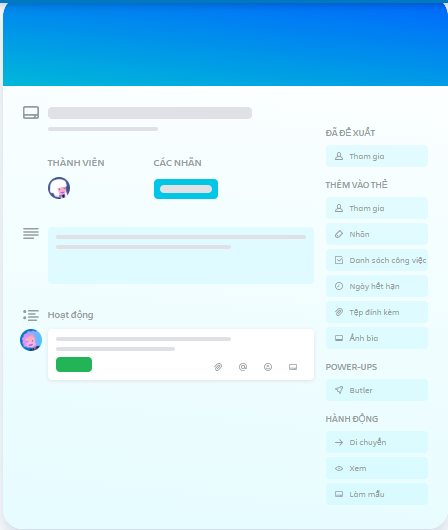 THÀNH VIÊN
CÁC NHÃN
Hoạt động
ĐÃ ĐỀ XUẤT
Tham gia
THÊM VÀO THẺ
Tham gia
Nhãn
Danh sách công việc
Ngày hết hạn
Tệp đính kèm
Ảnh bìa
POWER-UPS
Butler
HÀNH ĐỘNG
Di chuyển
Xem
Làm mẫu